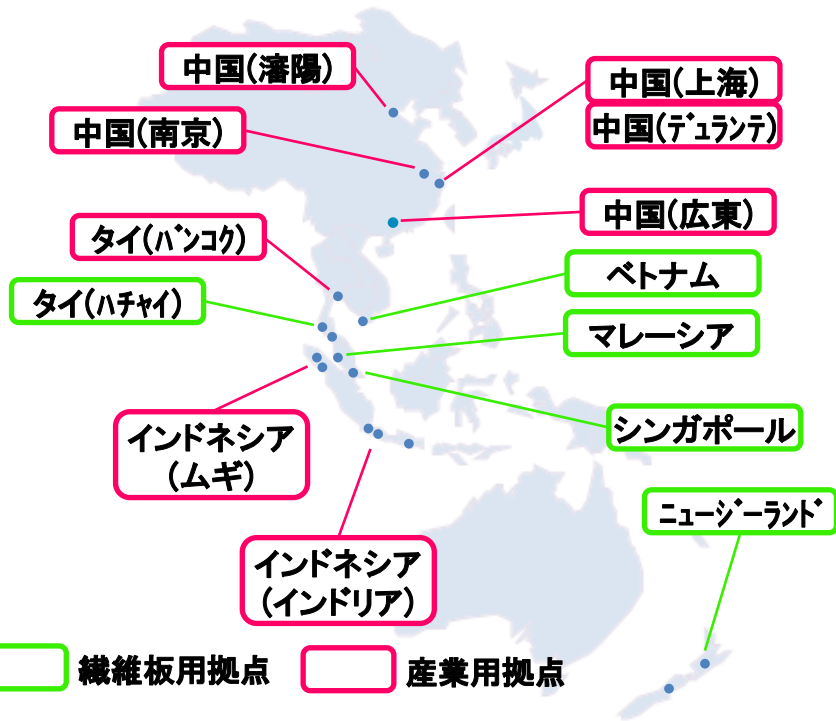 中国(瀋陽)
中国(上海)
中国(ﾃﾞｭﾗﾝﾃ)
中国(南京)
中国(広東)
タイ(ﾊﾞﾝｺｸ)
ベトナム
タイ(ﾊﾁｬｲ)
マレーシア
インドネシア
(ムギ)
シンガポール
ﾆｭｰｼﾞｰﾗﾝﾄﾞ
インドネシア
(インドリア)
繊維板用拠点
産業用拠点